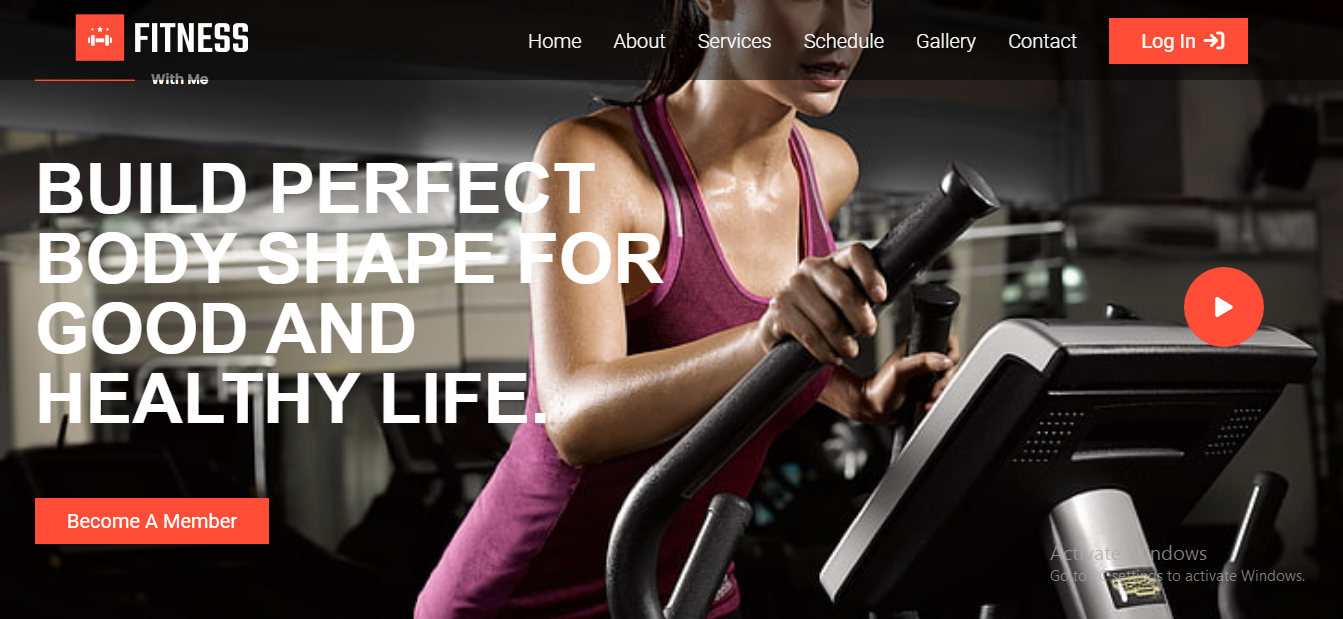 FITNESS
Home About Services Schedule Gallery Contact Log In
With Me
BUILD PERFECT
BODY SHAPE FOR
GOOD AND
HEALTHY LIFE.
Become A Member
Activate Windows
Go to PC settings to activate Windows.